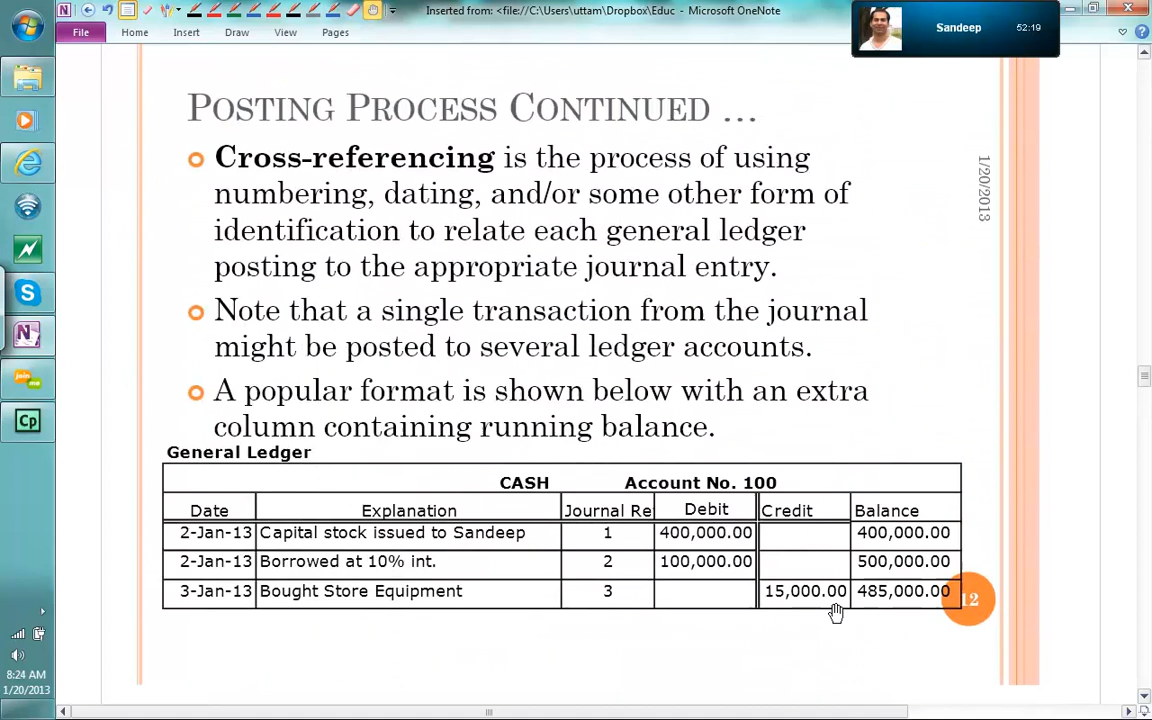 Inserted from: <file://C:\Users\uttam\Dropbox\Educ - Microsoft OneNote
Sandeep 52:19
File Home Insert Draw View Pages
POSTING PROCESS CONTINUED ...
Cross-referencing is the process of using
numbering, dating, and/or some other form of
identification to relate each general ledger
posting to the appropriate journal entry.
1/20/2013
Note that a single transaction from the journal
might be posted to several ledger accounts.
A popular format is shown below with an extra
column containing running balance.
General Ledger
CASH Account No. 100
Date Explanation Journal Re Debit Credit Balance
2-Jan-13 Capital stock issued to Sandeep 1 400,000.00 400,000.00
2-Jan-13 Borrowed at 10% int. 2 100,000.00 500,000.00
3-Jan-13 Bought Store Equipment 3 15,000.00 485,000.00
12
join me
Cp
8:24 AM
1/20/2013